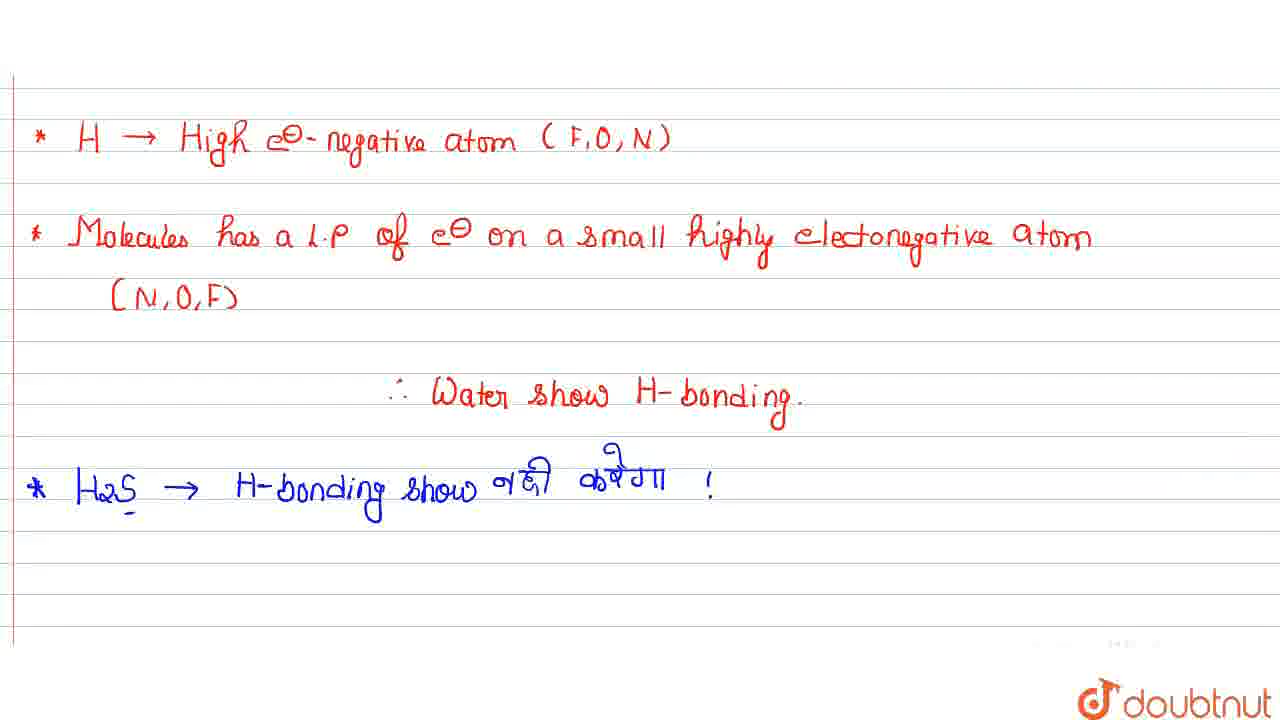 * H → High e⊖-negative atom (F, O, N)
* Molecules has a L.P of e⊖ on a small highly electonegative atom
(N, O, F)
∴ Water show H-bonding.
* H2S → H-bonding show नही करेगा !
doubtnut